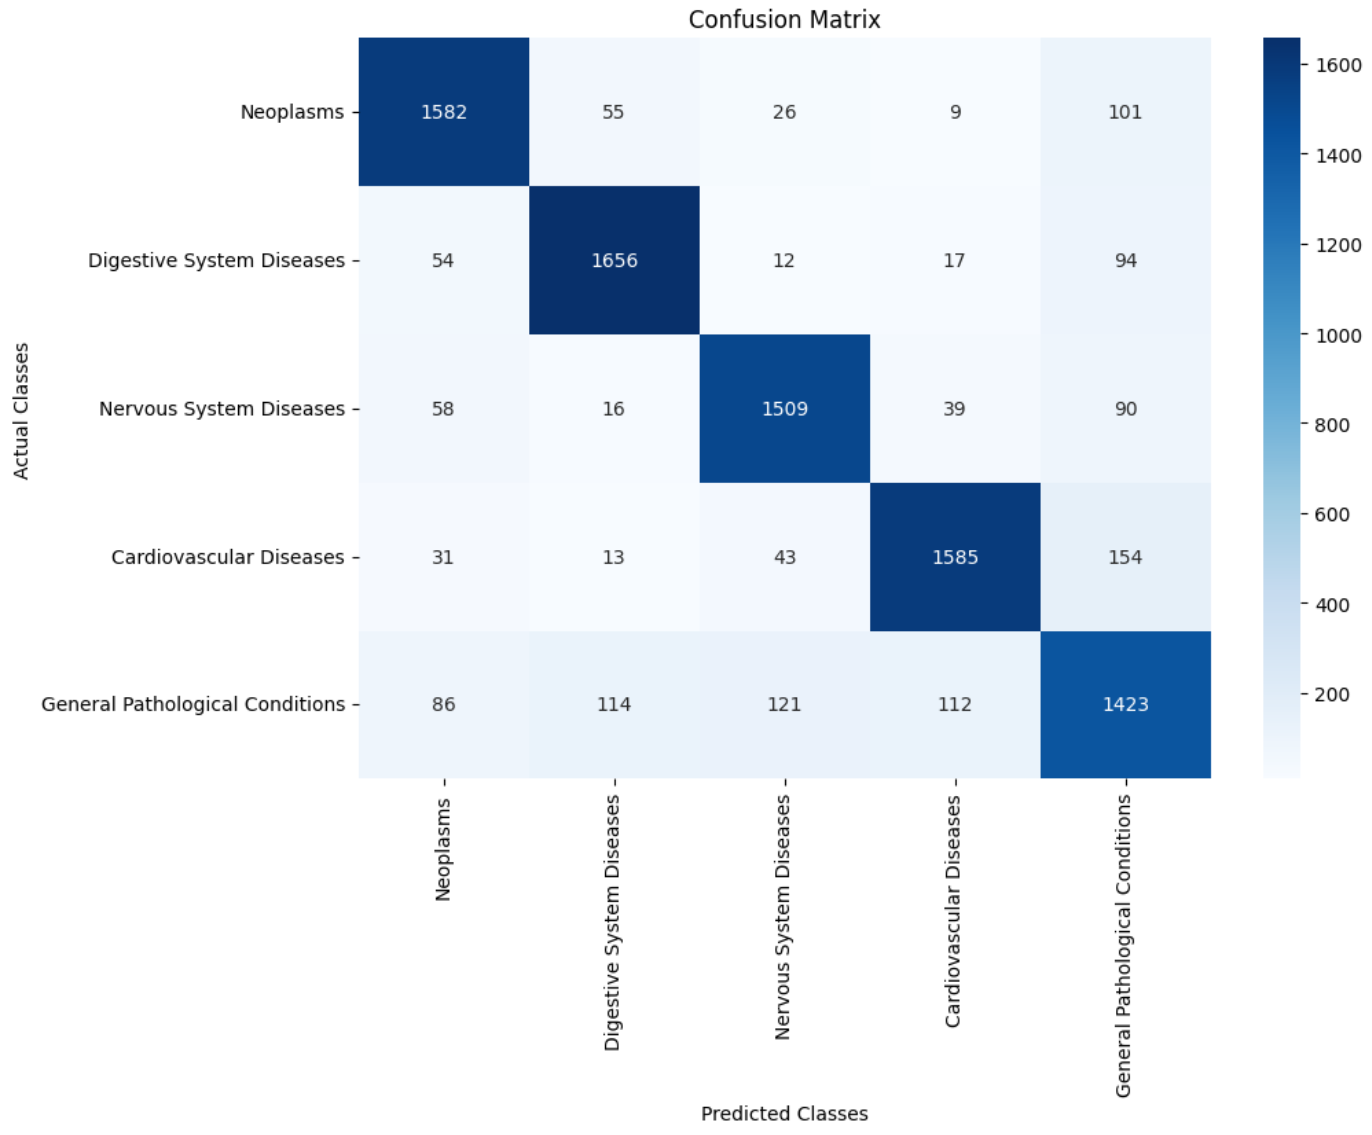 Confusion Matrix
Neoplasms
1582 55 26 9 101
Digestive System Diseases
54 1656 12 17 94
Nervous System Diseases
58 16 1509 39 90
Cardiovascular Diseases
31 13 43 1585 154
General Pathological Conditions
86 114 121 112 1423
Actual Classes
Neoplasms
Digestive System Diseases
Nervous System Diseases
Cardiovascular Diseases
General Pathological Conditions
Predicted Classes
1600
1400
1200
1000
800
600
400
200